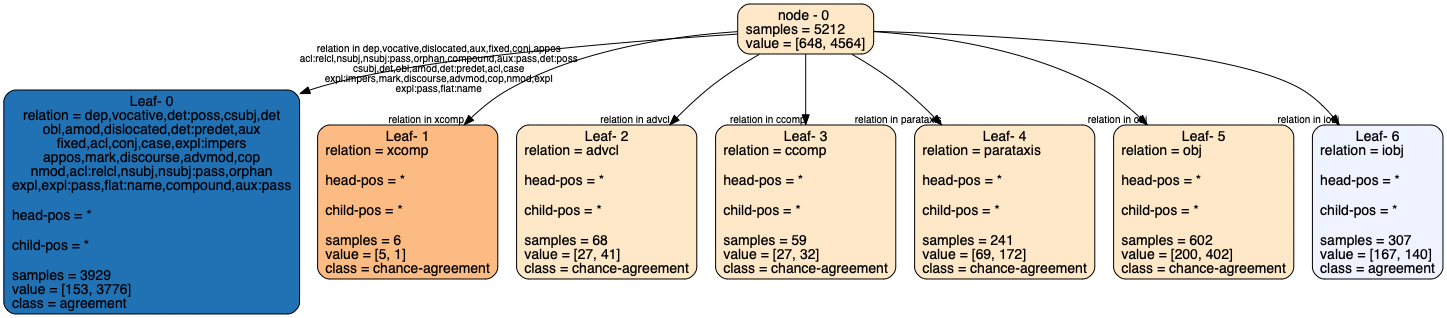 node - 0
samples = 5212
value = [648, 4564]
relation in dep,vocative,dislocated,aux,fixed,conj,appos
acl:relcl,nsubj,nsubj:pass,orphan,compound,aux:pass,det:poss
csubj,det,obl,amod,det:predet,acl,case
expl:impers,mark,discourse,advmod,cop,nmod,expl
expl:pass,flat:name
relation in xcomp
relation in advcl
relation in ccomp
relation in parataxis
relation in obj
relation in iobj
Leaf- 0
relation = dep,vocative,det:poss,csubj,det
obl,amod,dislocated,det:predet,aux
fixed,acl,conj,case,expl:impers
appos,mark,discourse,advmod,cop
nmod,acl:relcl,nsubj,nsubj:pass,orphan
expl,expl:pass,flat:name,compound,aux:pass
head-pos = *
child-pos = *
samples = 3929
value = [153, 3776]
class = agreement
Leaf- 1
relation = xcomp
head-pos = *
child-pos = *
samples = 6
value = [5, 1]
class = chance-agreement
Leaf- 2
relation = advcl
head-pos = *
child-pos = *
samples = 68
value = [27, 41]
class = chance-agreement
Leaf- 3
relation = ccomp
head-pos = *
child-pos = *
samples = 59
value = [27, 32]
class = chance-agreement
Leaf- 4
relation = parataxis
head-pos = *
child-pos = *
samples = 241
value = [69, 172]
class = chance-agreement
Leaf- 5
relation = obj
head-pos = *
child-pos = *
samples = 602
value = [200, 402]
class = chance-agreement
Leaf- 6
relation = iobj
head-pos = *
child-pos = *
samples = 307
value = [167, 140]
class = agreement